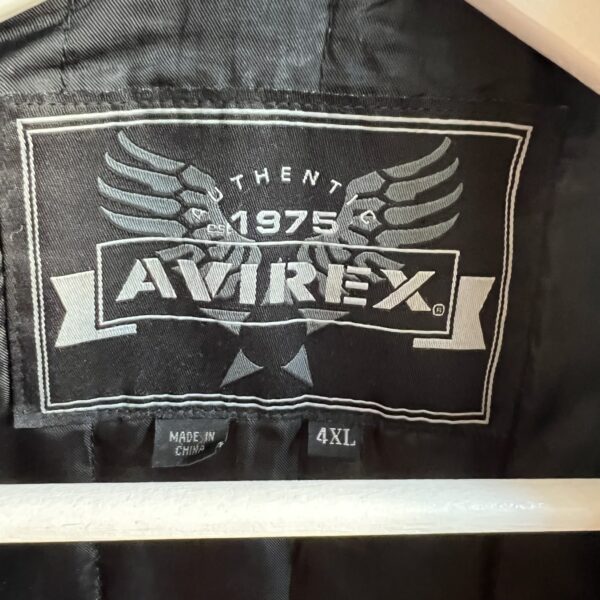 AUTHENTIC
EST. 1975
AVIREX
®
MADE IN
CHINA
4XL